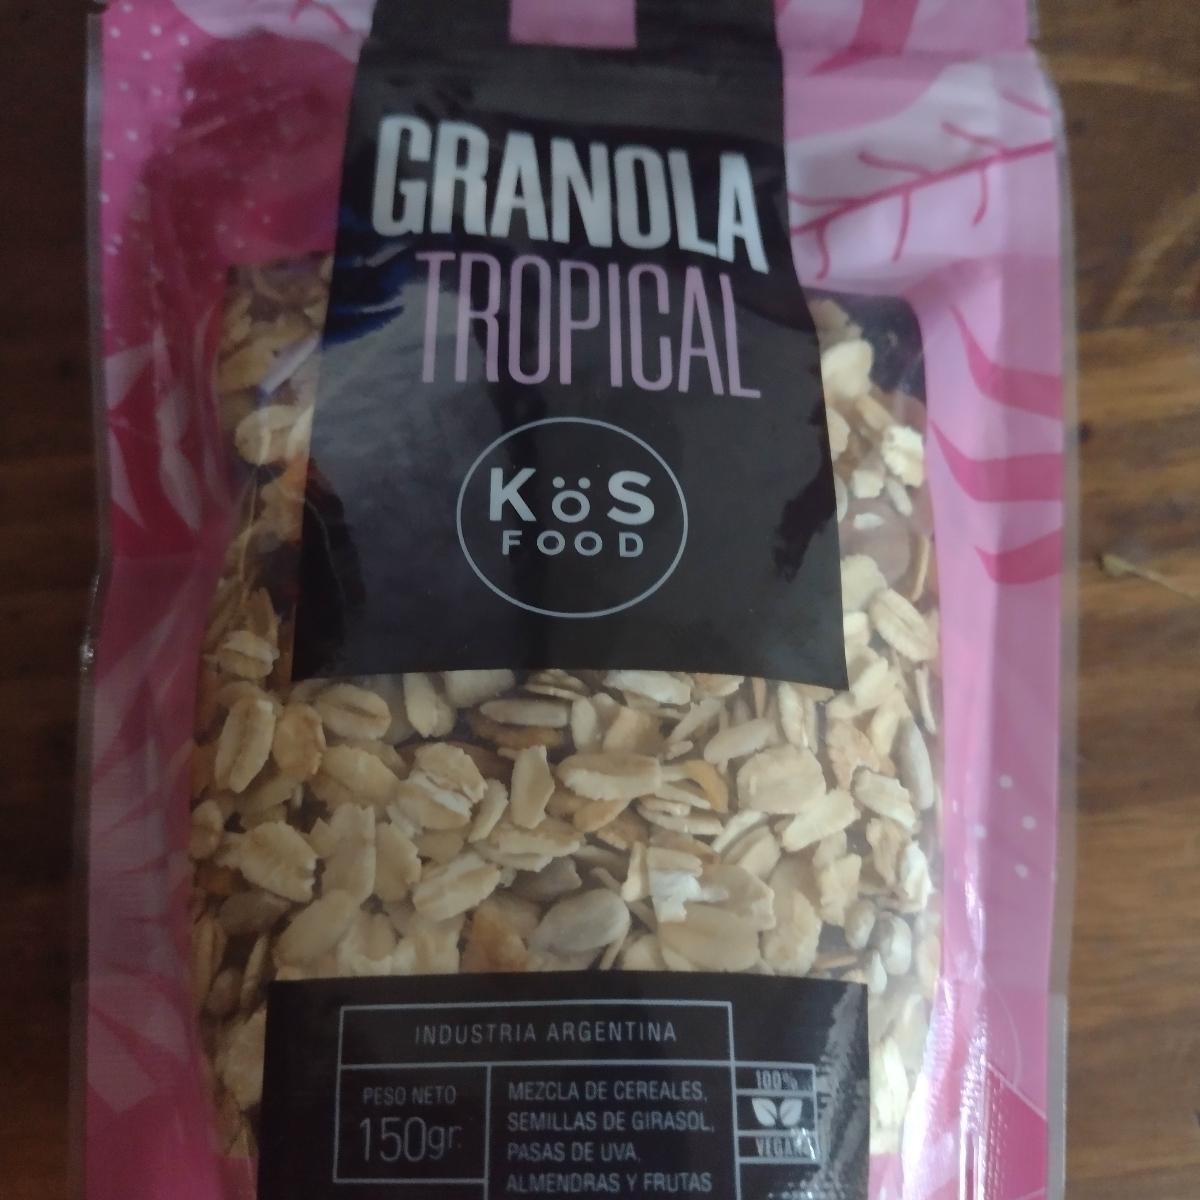 GRANOLA
TROPICAL
KöS
FOOD
INDUSTRIA ARGENTINA
PESO NETO
150gr.
MEZCLA DE CEREALES,
SEMILLAS DE GIRASOL,
PASAS DE UVA,
ALMENDRAS Y FRUTAS
100%
VEGANA